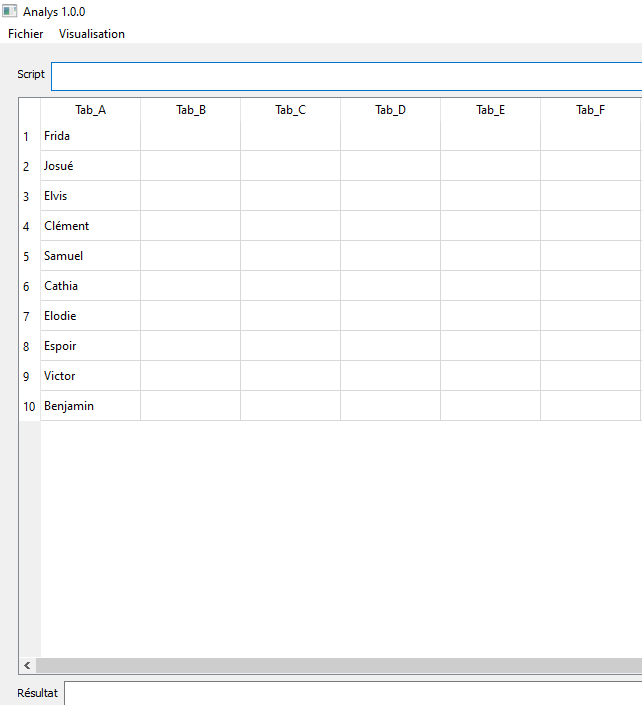 Analys 1.0.0
Fichier Visualisation
Script
Tab_A Tab_B Tab_C Tab_D Tab_E Tab_F
1 Frida
2 Josué
3 Elvis
4 Clément
5 Samuel
6 Cathia
7 Elodie
8 Espoir
9 Victor
10 Benjamin
Résultat